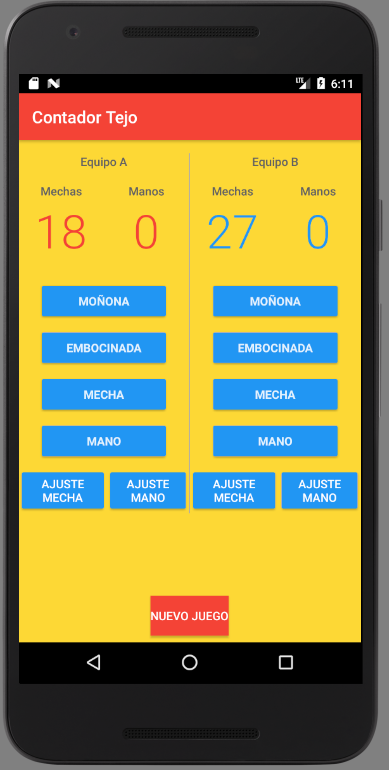 LTE 6:11
Contador Tejo
Equipo A Equipo B
Mechas Manos Mechas Manos
18 0 27 0
MOÑONA MOÑONA
EMBOCINADA EMBOCINADA
MECHA MECHA
MANO MANO
AJUSTE AJUSTE AJUSTE AJUSTE
MECHA MANO MECHA MANO
NUEVO JUEGO